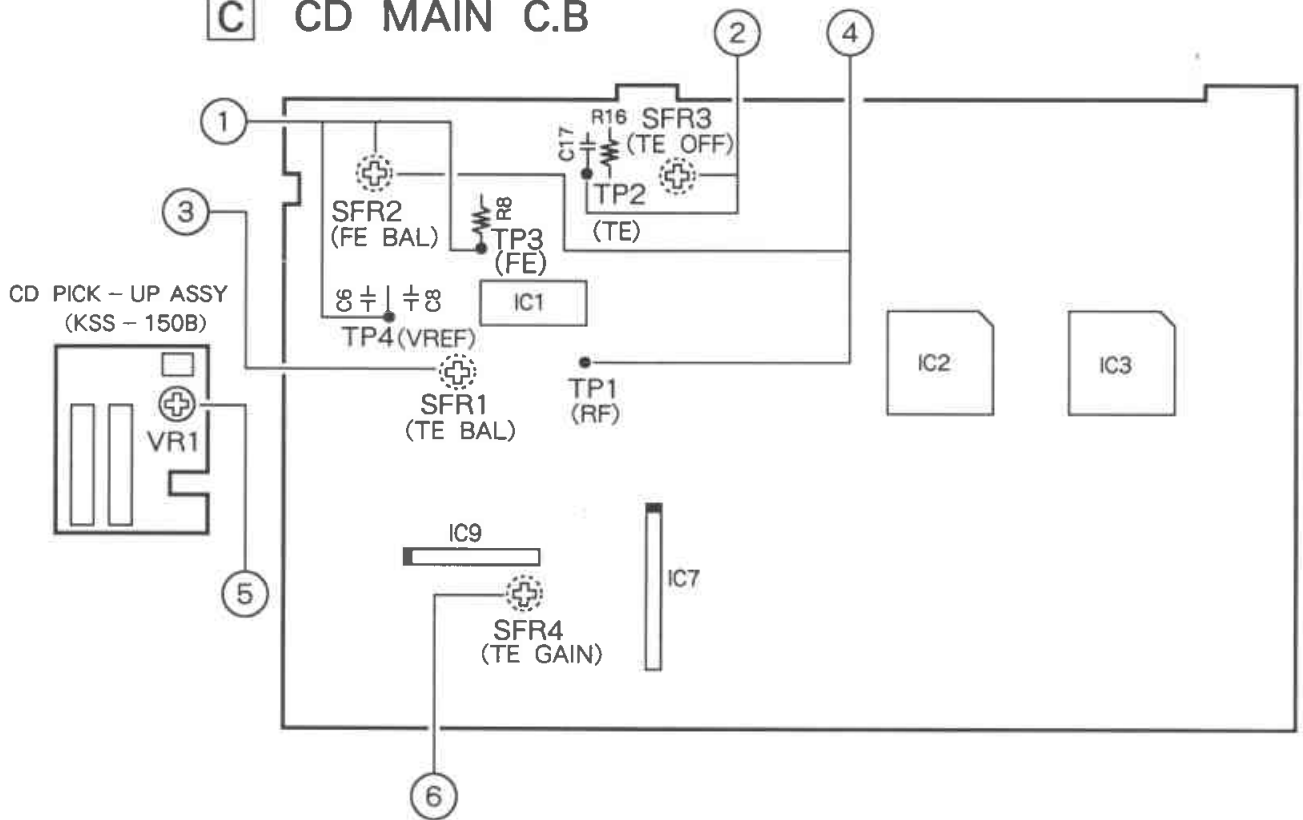 C CD MAIN C.B
2
4
1
R16
SFR3
(TE OFF)
C17
TP2
(TE)
3
SFR2
(FE BAL)
R8
TP3
(FE)
CD PICK – UP ASSY
(KSS – 150B)
C6
C8
IC1
TP4 (VREF)
IC2
IC3
SFR1
(TE BAL)
TP1
(RF)
VR1
IC9
IC7
5
SFR4
(TE GAIN)
6